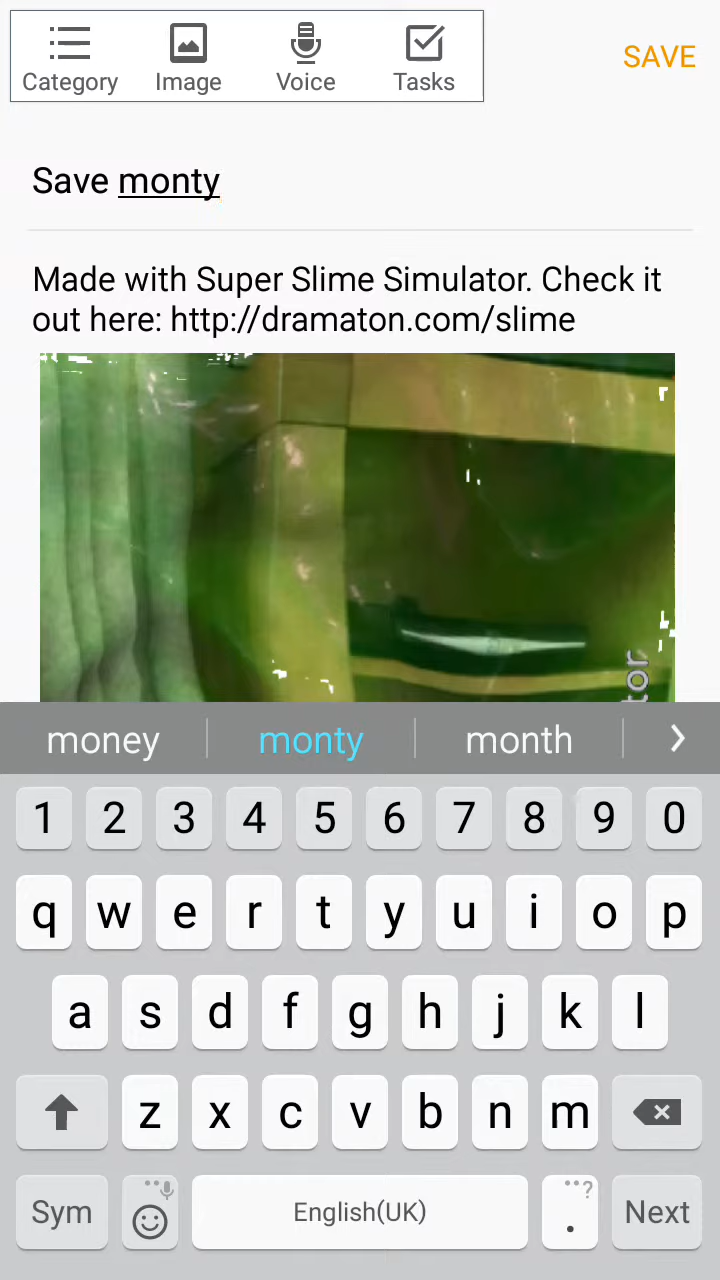 Category Image Voice Tasks
SAVE
Save monty
Made with Super Slime Simulator. Check it
out here: http://dramaton.com/slime
tor
money monty month
1 2 3 4 5 6 7 8 9 0
q w e r t y u i o p
a s d f g h j k l
z x c v b n m
Sym English(UK) . Next